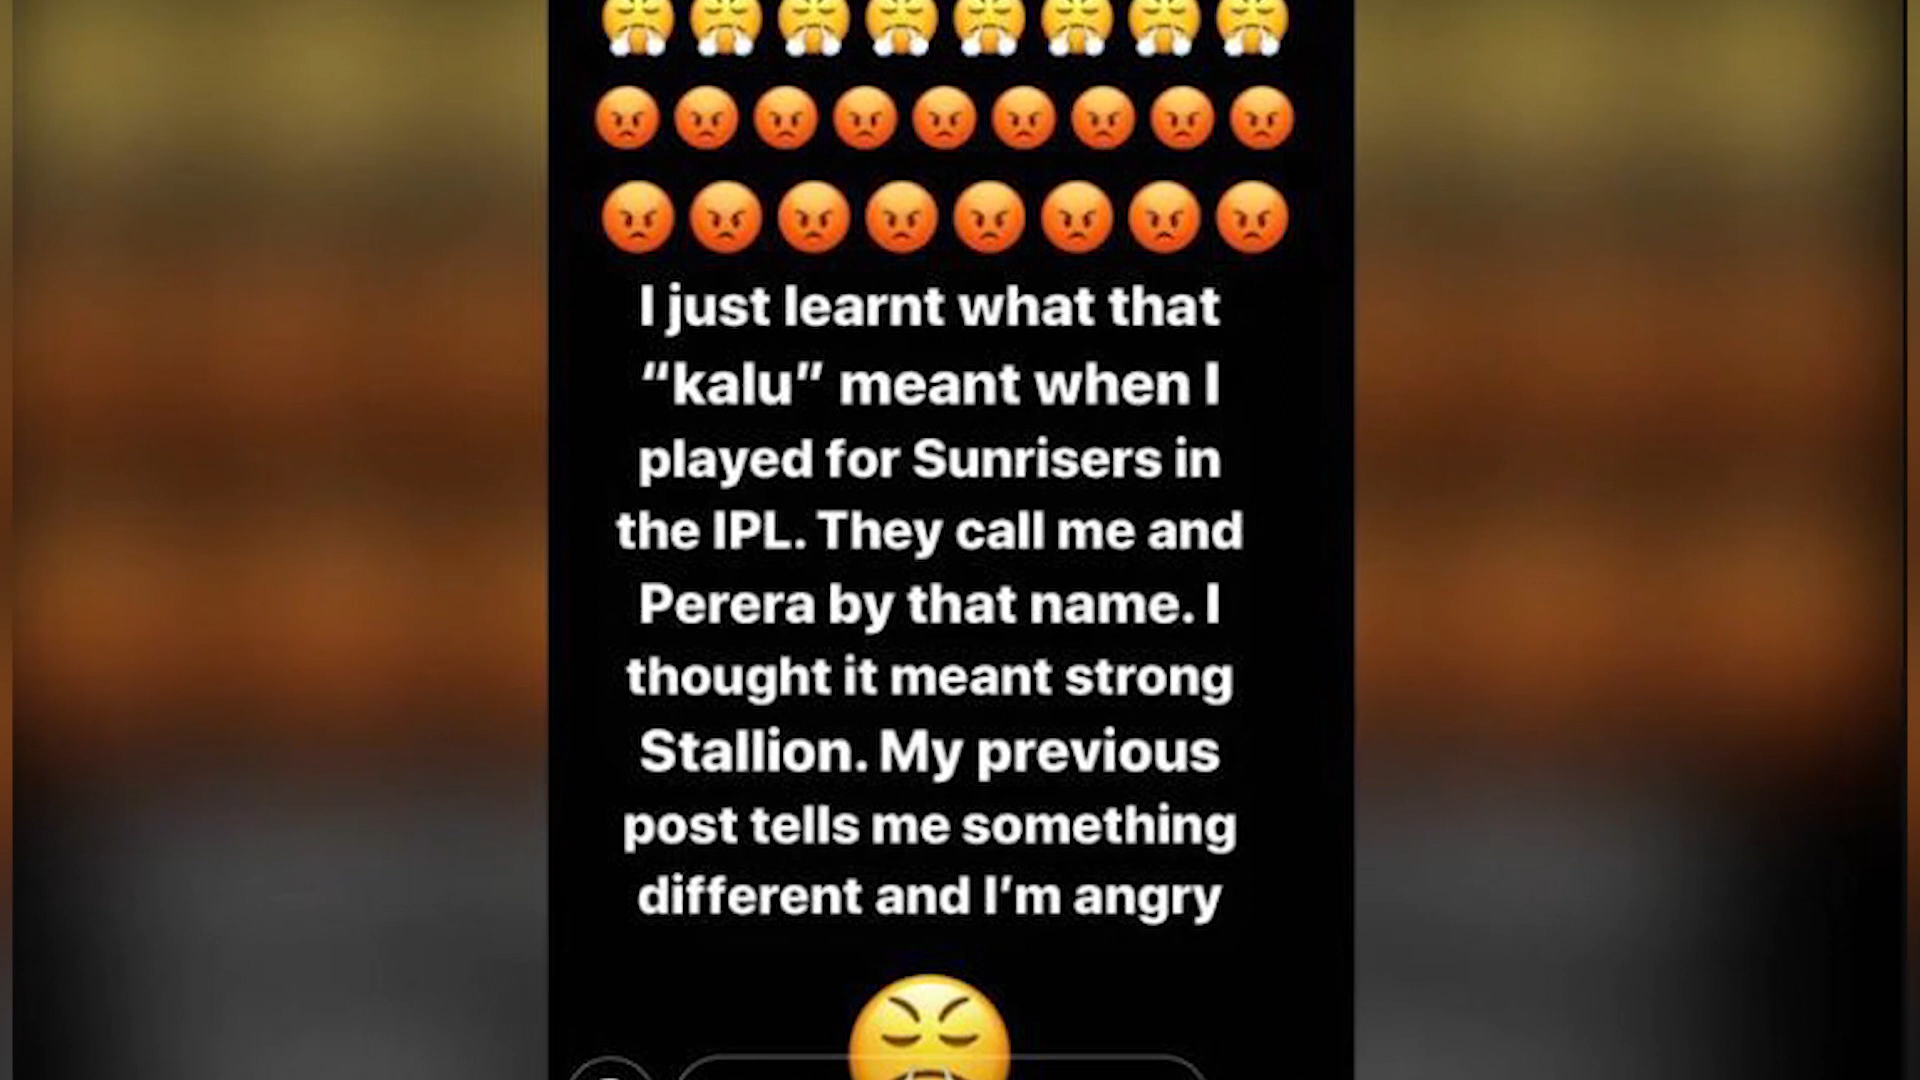 I just learnt what that
“kalu” meant when I
played for Sunrisers in
the IPL. They call me and
Perera by that name. I
thought it meant strong
Stallion. My previous
post tells me something
different and I’m angry